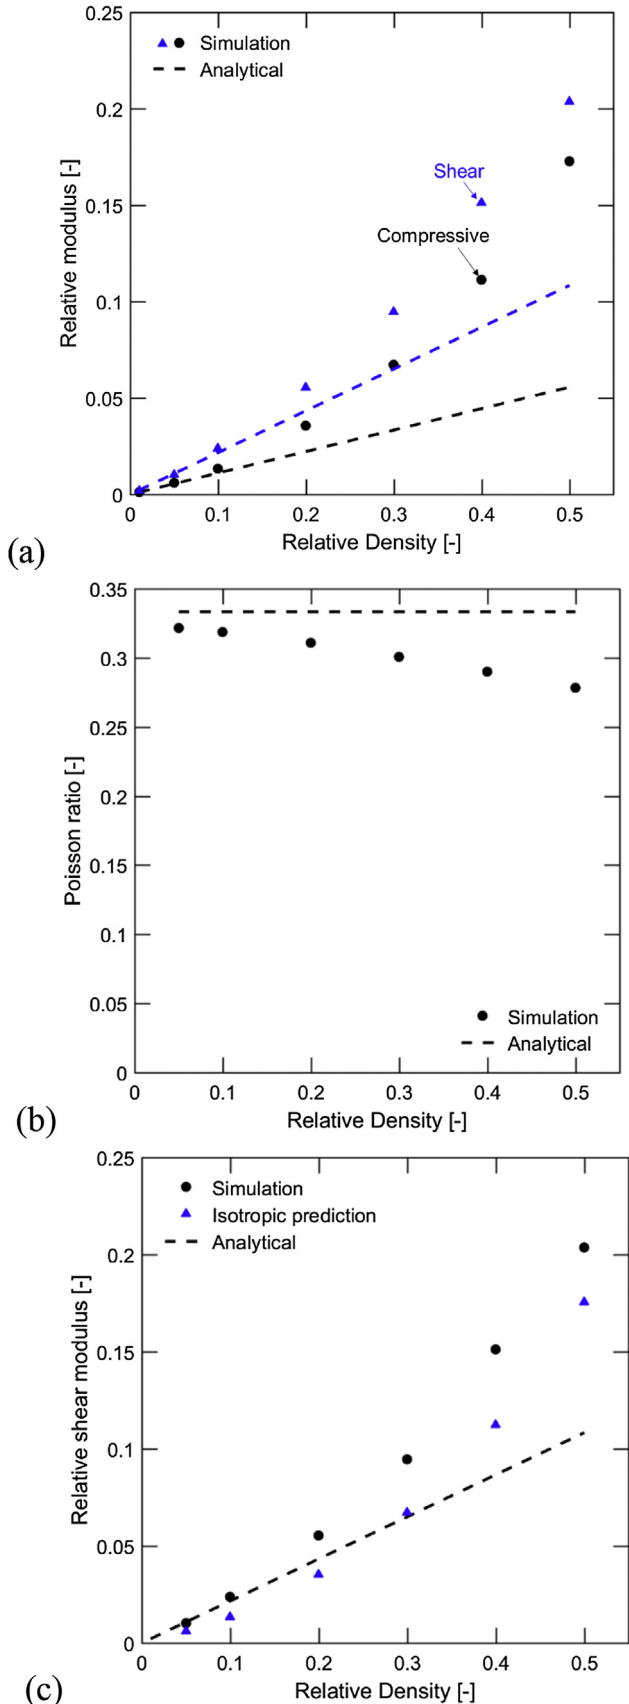 0.25
Simulation
Analytical
0.2
Shear
0.15
Compressive
0.1
0.05
0
Relative modulus [-]
0 0.1 0.2 0.3 0.4 0.5
Relative Density [-]
(a)
0.35
0.3
0.25
0.2
0.15
0.1
0.05
0
Poisson ratio [-]
Simulation
Analytical
0 0.1 0.2 0.3 0.4 0.5
Relative Density [-]
(b)
0.25
Simulation
Isotropic prediction
Analytical
0.2
0.15
0.1
0.05
0
Relative shear modulus [-]
0 0.1 0.2 0.3 0.4 0.5
Relative Density [-]
(c)